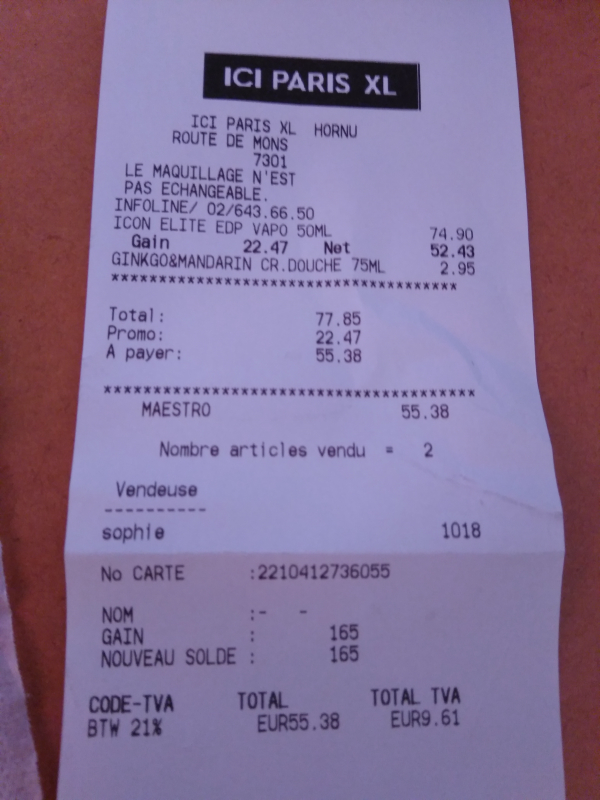 ICI PARIS XL
ICI PARIS XL HORNU
ROUTE DE MONS
7301
LE MAQUILLAGE N'EST
PAS ECHANGEABLE.
INFOLINE/ 02/643.66.50
ICON ELITE EDP VAPO 50ML 74.90
Gain 22.47 Net 52.43
GINKGO&MANDARIN CR.DOUCHE 75ML 2.95
************************************
Total: 77.85
Promo: 22.47
A payer: 55.38
************************************
MAESTRO 55.38
Nombre articles vendu = 2
Vendeuse
----------
sophie 1018
No CARTE :2210412736055
NOM :- -
GAIN : 165
NOUVEAU SOLDE : 165
CODE-TVA TOTAL TOTAL TVA
BTW 21% EUR55.38 EUR9.61